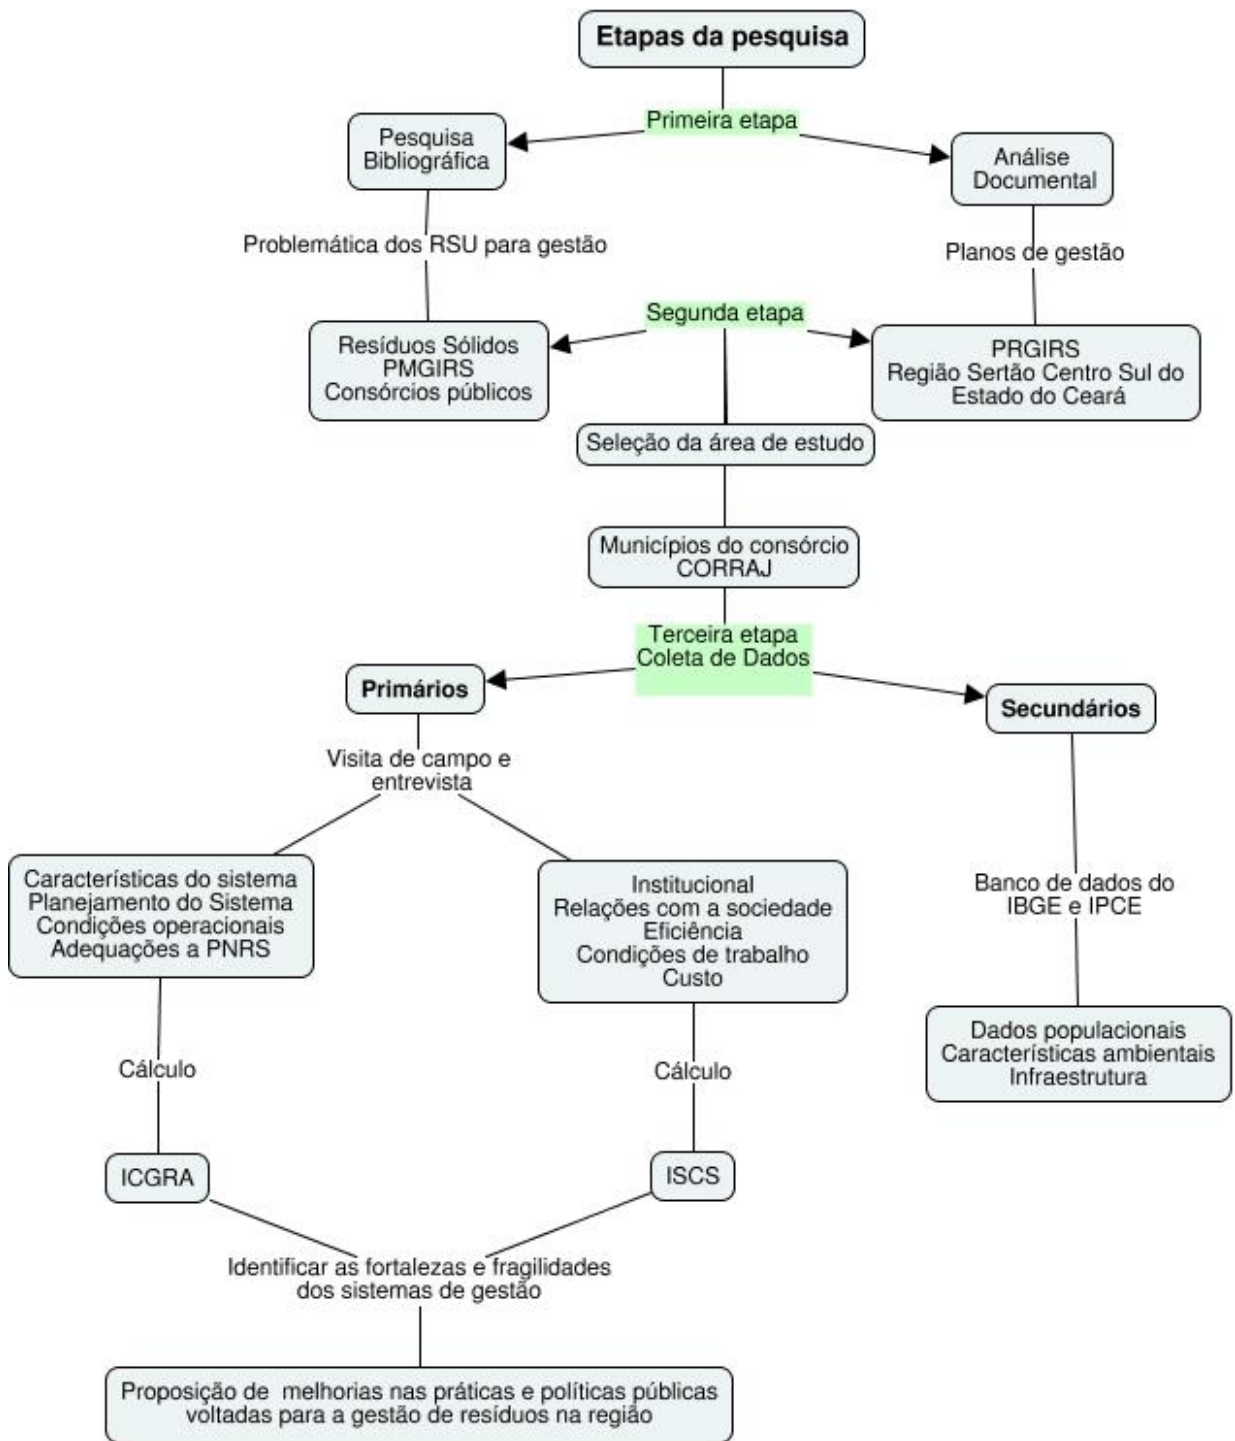 Etapas da pesquisa
Primeira etapa
Pesquisa
Bibliográfica
Análise
Documental
Problemática dos RSU para gestão
Planos de gestão
Segunda etapa
Resíduos Sólidos
PMGIRS
Consórcios públicos
PRGIRS
Região Sertão Centro Sul do
Estado do Ceará
Seleção da área de estudo
Municípios do consórcio
CORRAJ
Terceira etapa
Coleta de Dados
Primários
Secundários
Visita de campo e
entrevista
Características do sistema
Planejamento do Sistema
Condições operacionais
Adequações a PNRS
Institucional
Relações com a sociedade
Eficiência
Condições de trabalho
Custo
Banco de dados do
IBGE e IPCE
Dados populacionais
Características ambientais
Infraestrutura
Cálculo
Cálculo
ICGRA
ISCS
Identificar as fortalezas e fragilidades
dos sistemas de gestão
Proposição de  melhorias nas práticas e políticas públicas
voltadas para a gestão de resíduos na região